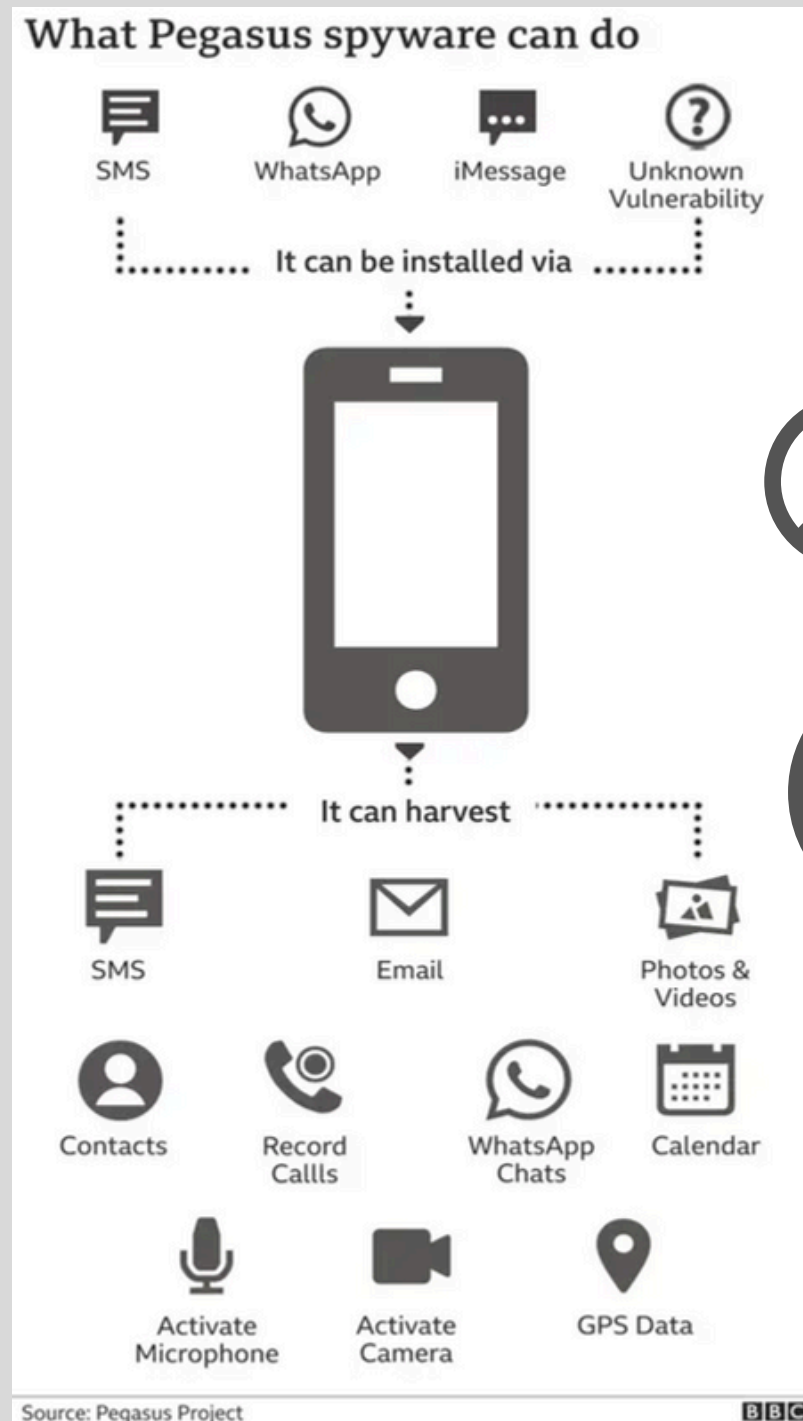 What Pegasus spyware can do
SMS
WhatsApp
iMessage
Unknown
Vulnerability
It can be installed via
It can harvest
SMS
Email
Photos &
Videos
Contacts
Record
Callls
WhatsApp
Chats
Calendar
Activate
Microphone
Activate
Camera
GPS Data
Source: Pegasus Project
BBC